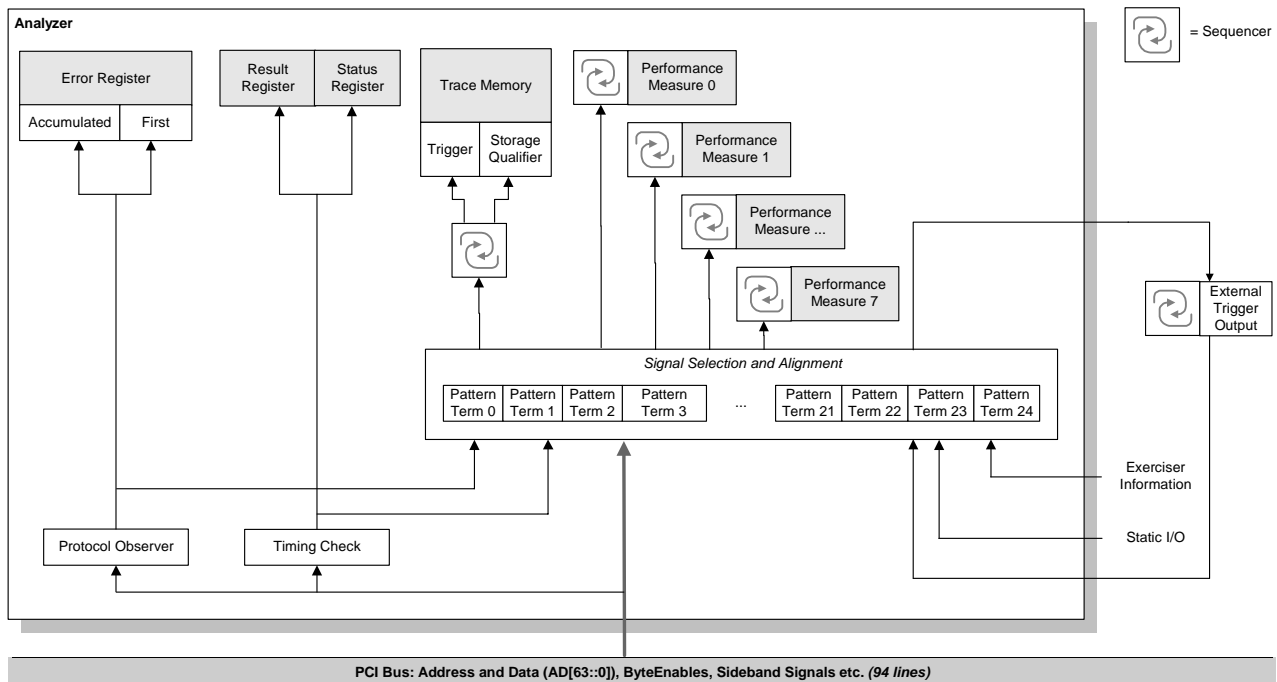 Analyzer
= Sequencer
Error Register
Accumulated
First
Result
Register
Status
Register
Trace Memory
Trigger
Storage
Qualifier
Performance
Measure 0
Performance
Measure 1
Performance
Measure ...
Performance
Measure 7
External
Trigger
Output
Signal Selection and Alignment
Pattern
Term 0
Pattern
Term 1
Pattern
Term 2
Pattern
Term 3
...
Pattern
Term 21
Pattern
Term 22
Pattern
Term 23
Pattern
Term 24
Exerciser
Information
Static I/O
Protocol Observer
Timing Check
PCI Bus: Address and Data (AD[63::0]), ByteEnables, Sideband Signals etc. (94 lines)